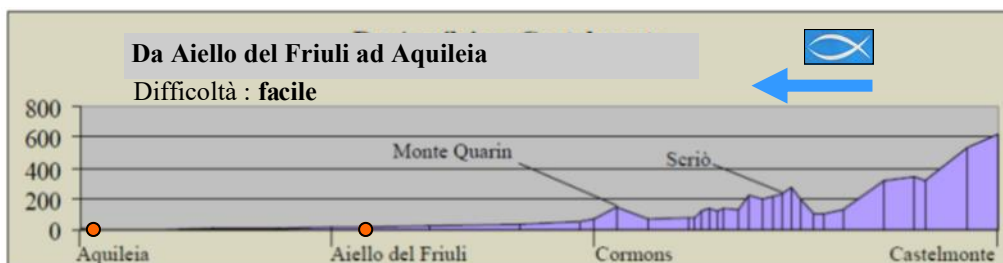 Da Aiello del Friuli ad Aquileia
Difficoltà : facile
800
600
400
200
0
Monte Quarin
Scriò
Aquileia Aiello del Friuli Cormons Castelmonte